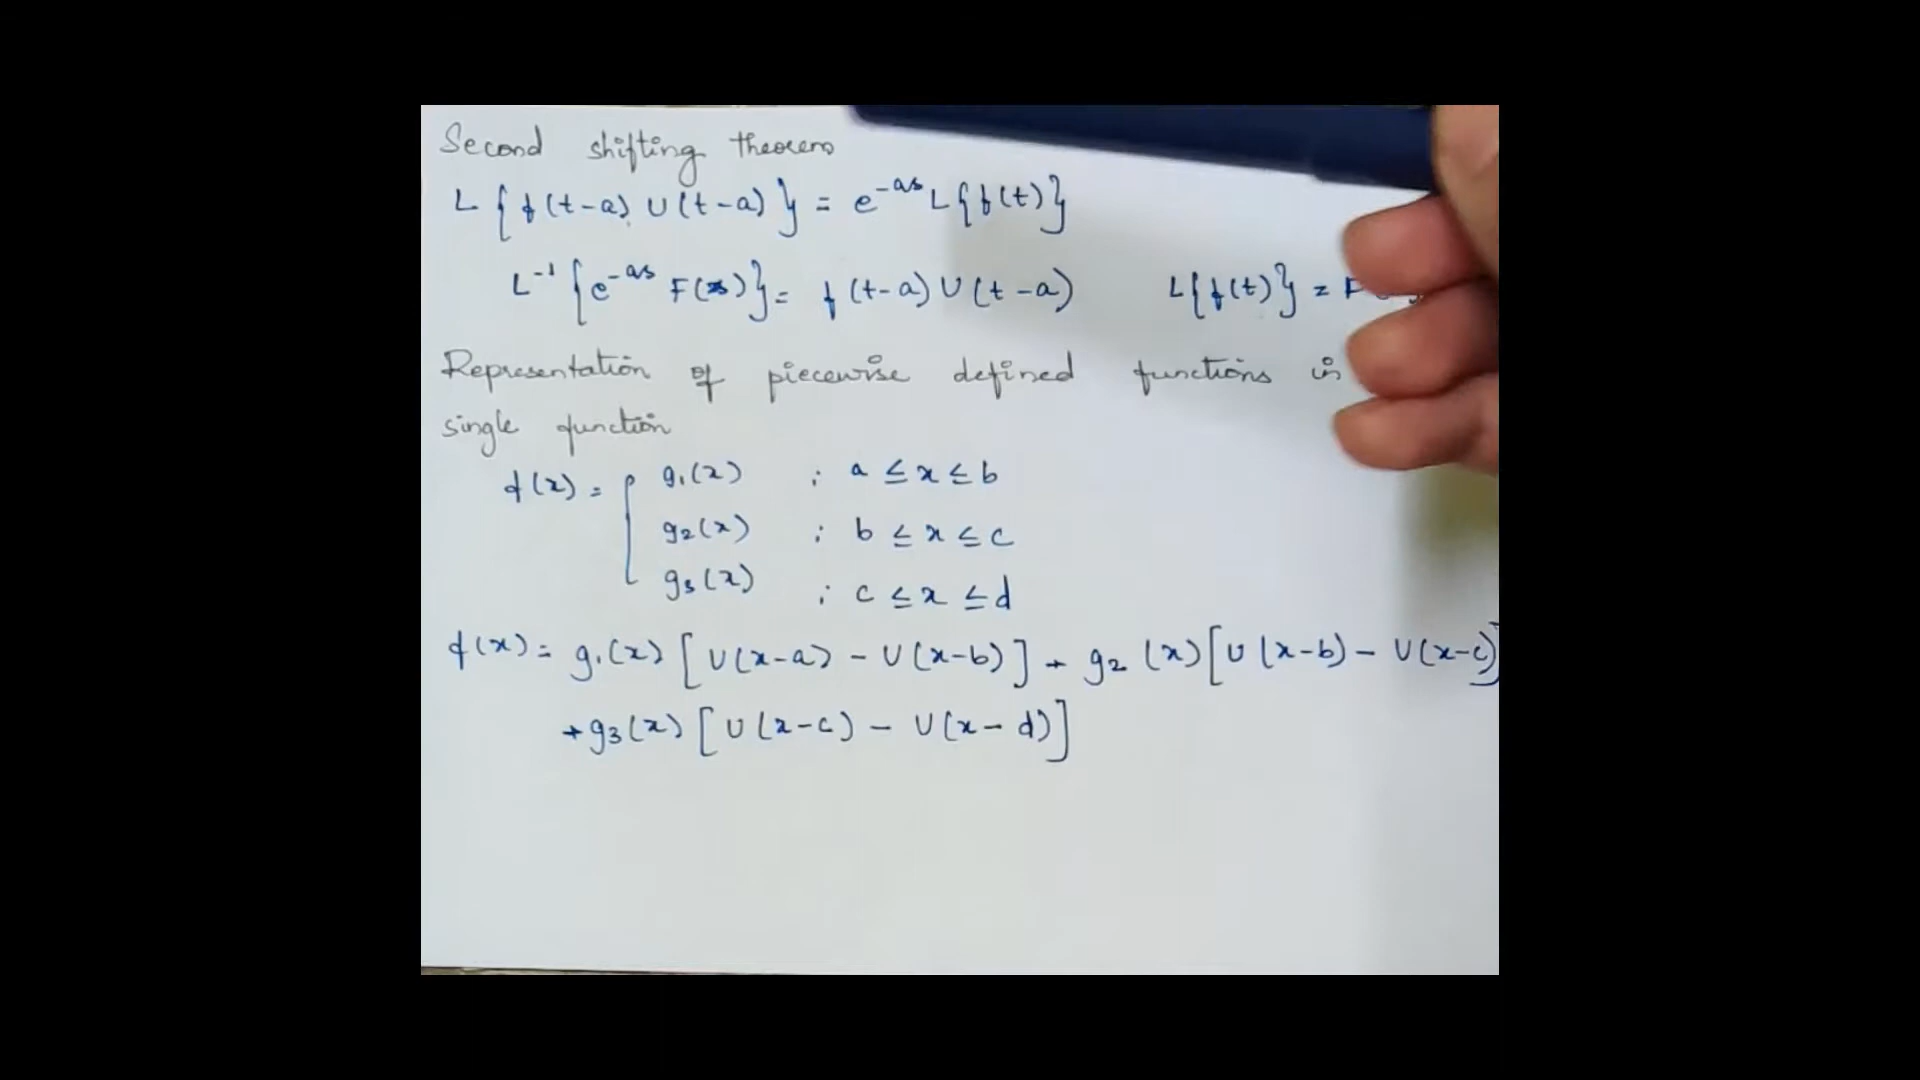 Second shifting theorem
L{f(t-a) U(t-a)} = e^-as L{f(t)}
L^-1{e^-as F(s)} = f(t-a) U(t-a) L{f(t)} = F
Representation of piecewise defined functions in
single function
f(x) = { g1(x) ; a ≤ x ≤ b
g2(x) ; b ≤ x ≤ c
g3(x) ; c ≤ x ≤ d
f(x) = g1(x) [U(x-a) - U(x-b)] + g2(x) [U(x-b) - U(x-c)]
+ g3(x) [U(x-c) - U(x-d)]